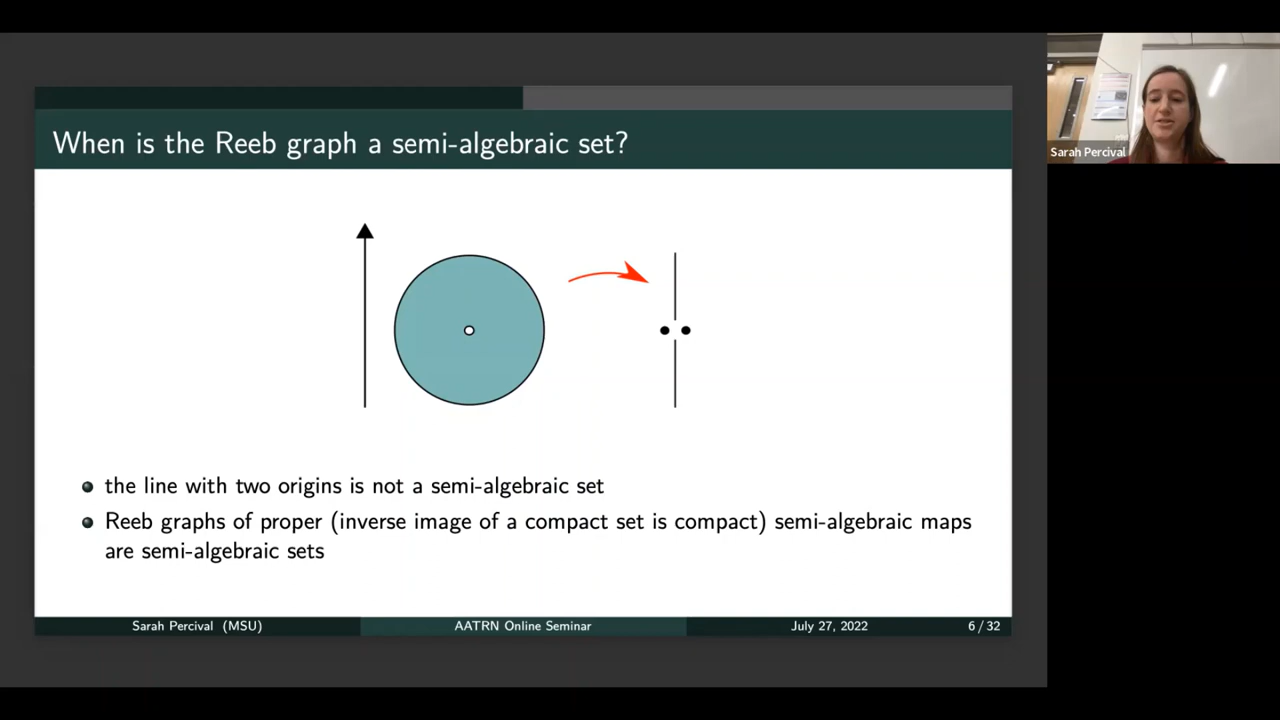 When is the Reeb graph a semi-algebraic set?
Sarah Percival
the line with two origins is not a semi-algebraic set
Reeb graphs of proper (inverse image of a compact set is compact) semi-algebraic maps
are semi-algebraic sets
Sarah Percival (MSU) AATRN Online Seminar July 27, 2022 6 / 32